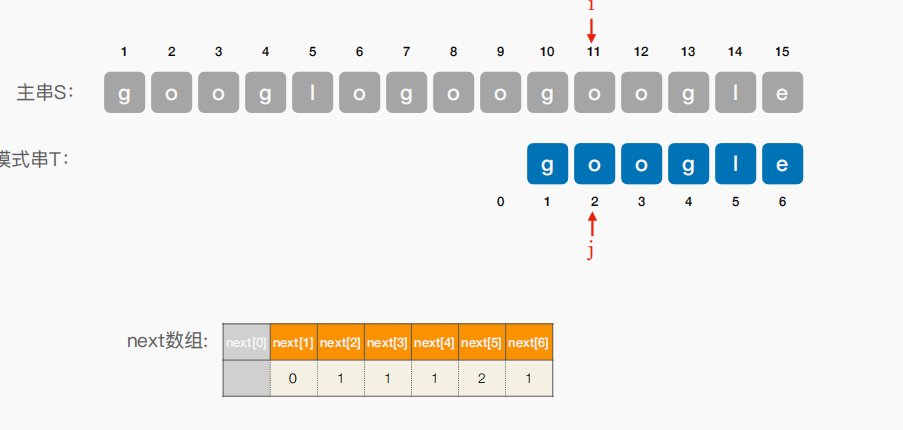 i
1 2 3 4 5 6 7 8 9 10 11 12 13 14 15
主串S: g o o g l o g o o g o o g l e
模式串T: g o o g l e
0 1 2 3 4 5 6
j
next数组: next[0] next[1] next[2] next[3] next[4] next[5] next[6]
0 1 1 1 2 1